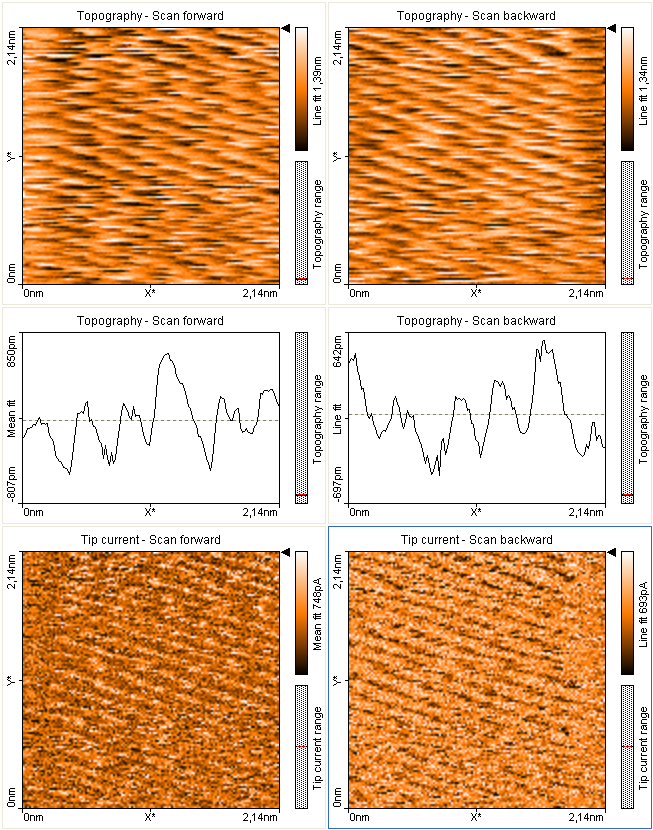 Topography - Scan forward
2,14nm
Y*
0nm
0nm
X*
2,14nm
Line fit 1,39nm
Topography range
Topography - Scan backward
2,14nm
Y*
0nm
0nm
X*
2,14nm
Line fit 1,34nm
Topography range
Topography - Scan forward
850pm
Mean fit
-807pm
0nm
X*
2,14nm
Topography range
Topography - Scan backward
642pm
Line fit
-697pm
0nm
X*
2,14nm
Topography range
Tip current - Scan forward
2,14nm
Y*
0nm
0nm
X*
2,14nm
Mean fit 748pA
Tip current range
Tip current - Scan backward
2,14nm
Y*
0nm
0nm
X*
2,14nm
Line fit 693pA
Tip current range